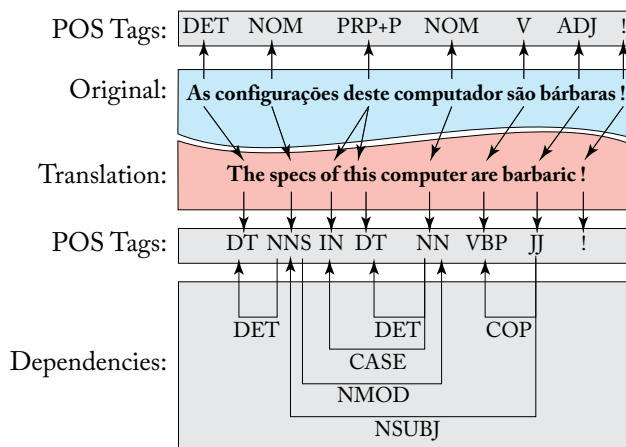 POS Tags: DET NOM PRP+P NOM V ADJ !
Original: As configurações deste computador são bárbaras !
Translation: The specs of this computer are barbaric !
POS Tags: DT NNS IN DT NN VBP JJ !
DET DET COP
Dependencies:
CASE
NMOD
NSUBJ